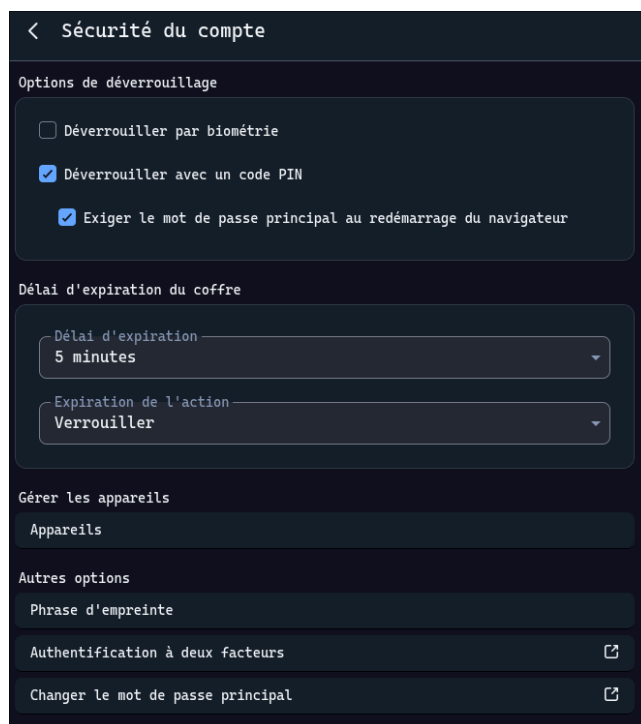 Sécurité du compte
Options de déverrouillage
Déverrouiller par biométrie
Déverrouiller avec un code PIN
Exiger le mot de passe principal au redémarrage du navigateur
Délai d'expiration du coffre
Délai d'expiration
5 minutes
Expiration de l'action
Verrouiller
Gérer les appareils
Appareils
Autres options
Phrase d'empreinte
Authentification à deux facteurs
Changer le mot de passe principal